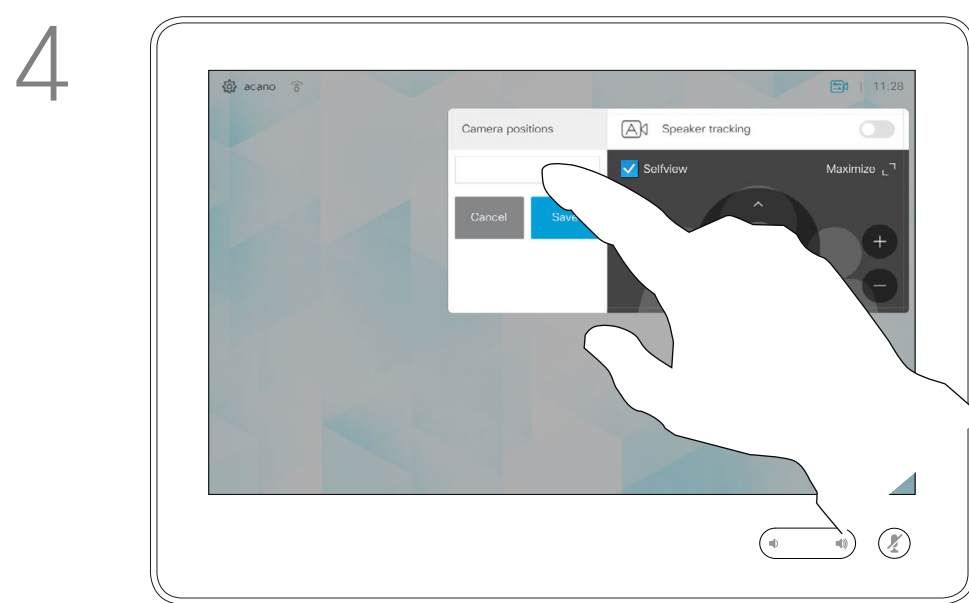 4
acano
11:28
Camera positions
Speaker tracking
Selfview
Maximize
Cancel
Save